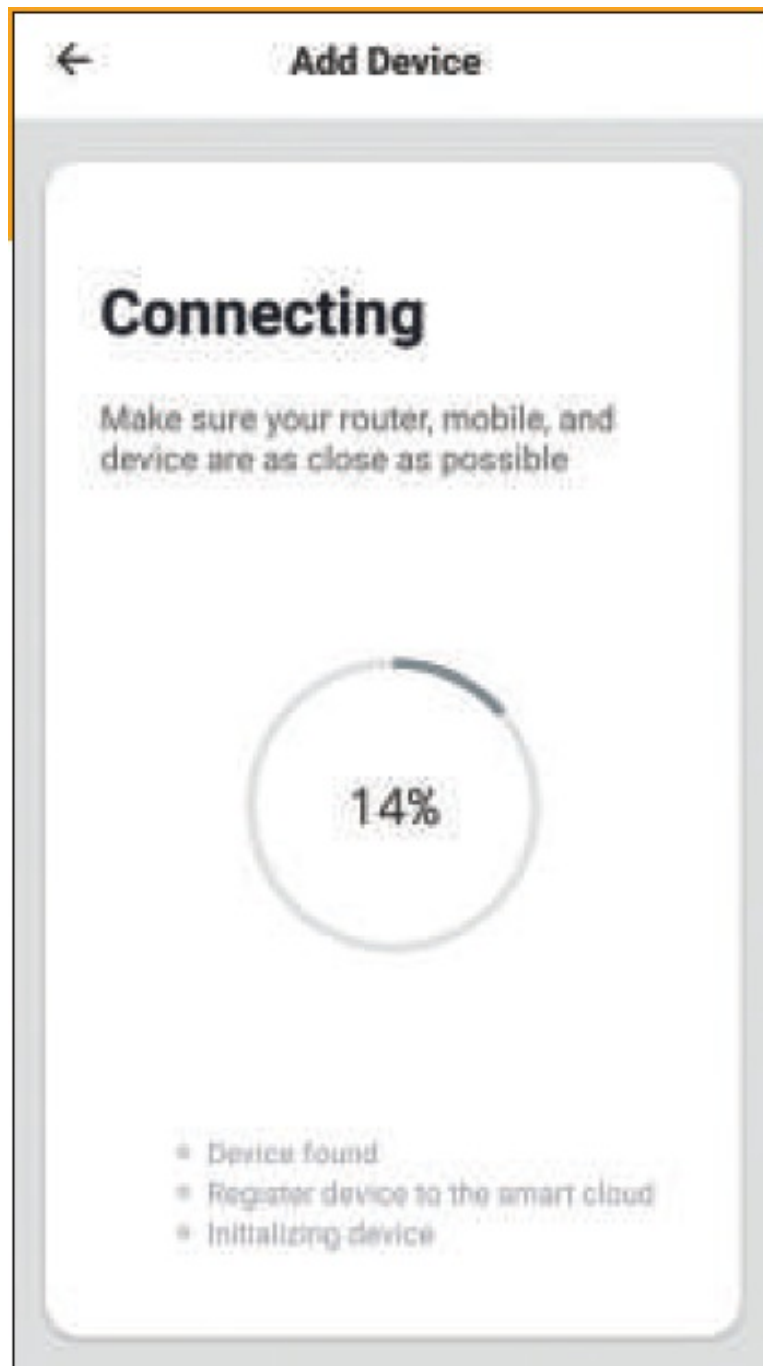 Add Device
Connecting
Make sure your router, mobile, and
device are as close as possible
14%
Device found
Register device to the smart cloud
Initializing device